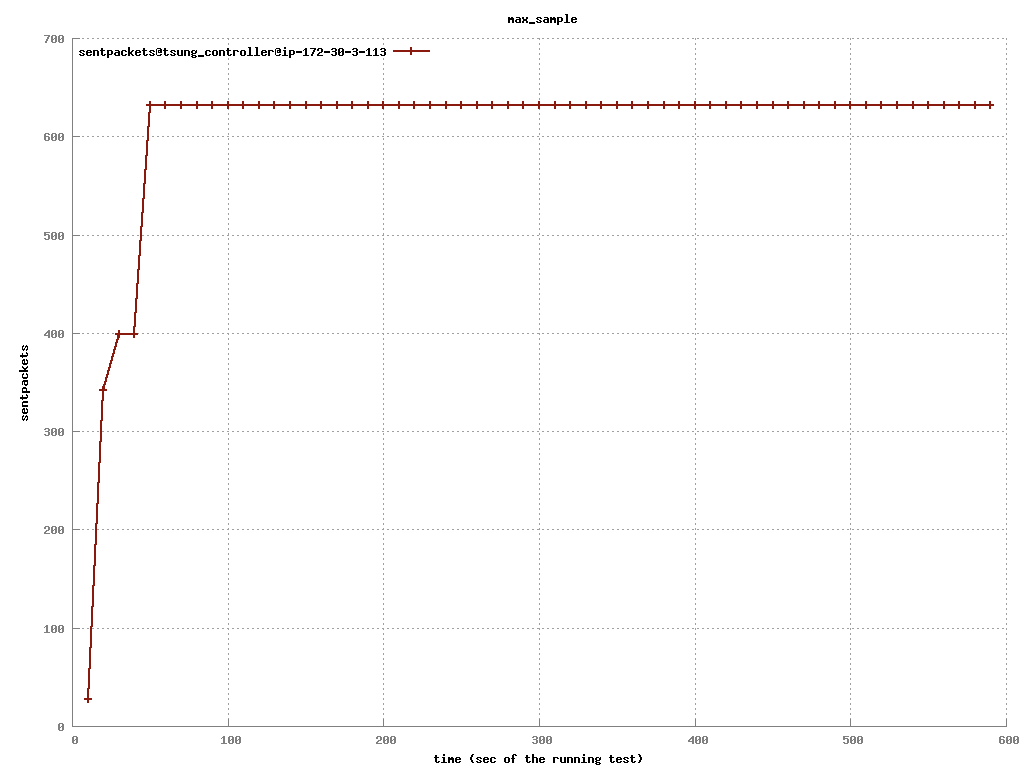 max_sample
sentpackets@tsung_controller@ip-172-30-3-113
700
600
500
400
300
200
100
0
sentpackets
0 100 200 300 400 500 600
time (sec of the running test)